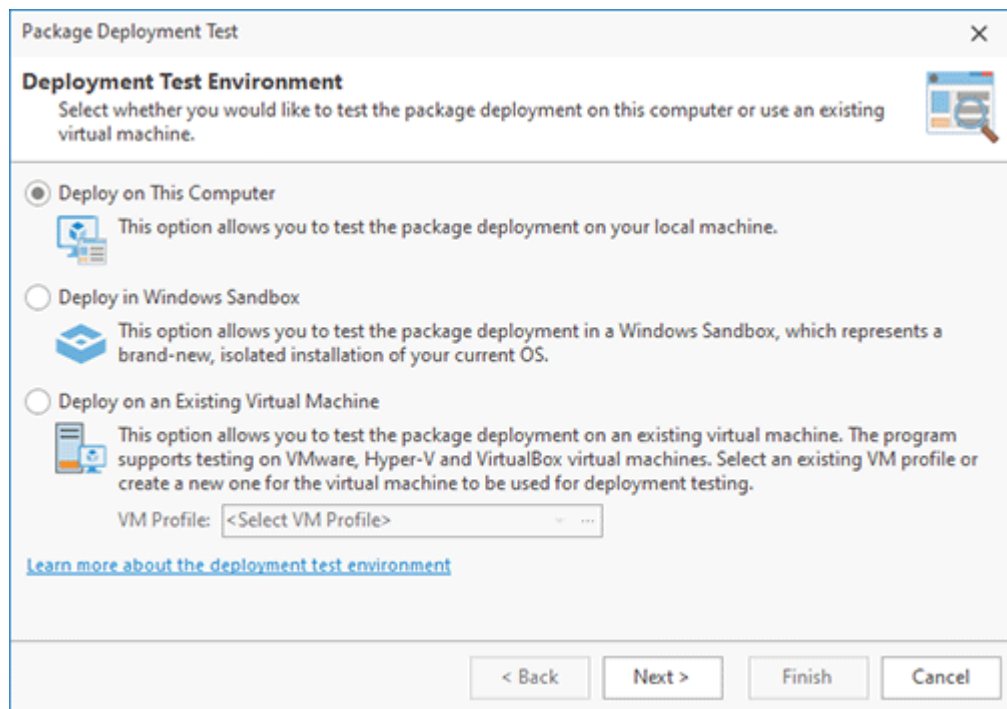 Package Deployment Test
Deployment Test Environment
Select whether you would like to test the package deployment on this computer or use an existing
virtual machine.
Deploy on This Computer
This option allows you to test the package deployment on your local machine.
Deploy in Windows Sandbox
This option allows you to test the package deployment in a Windows Sandbox, which represents a
brand-new, isolated installation of your current OS.
Deploy on an Existing Virtual Machine
This option allows you to test the package deployment on an existing virtual machine. The program
supports testing on VMware, Hyper-V and VirtualBox virtual machines. Select an existing VM profile or
create a new one for the virtual machine to be used for deployment testing.
VM Profile: <Select VM Profile> ...
Learn more about the deployment test environment
< Back Next > Finish Cancel